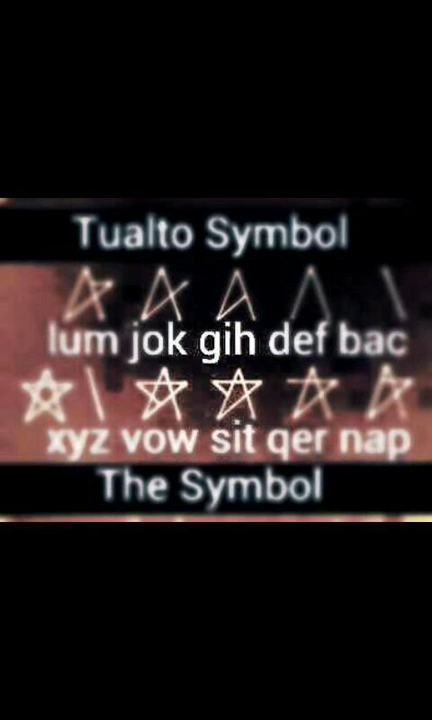 Tualto Symbol
lum jok gih def bac
xyz vow sit qer nap
The Symbol